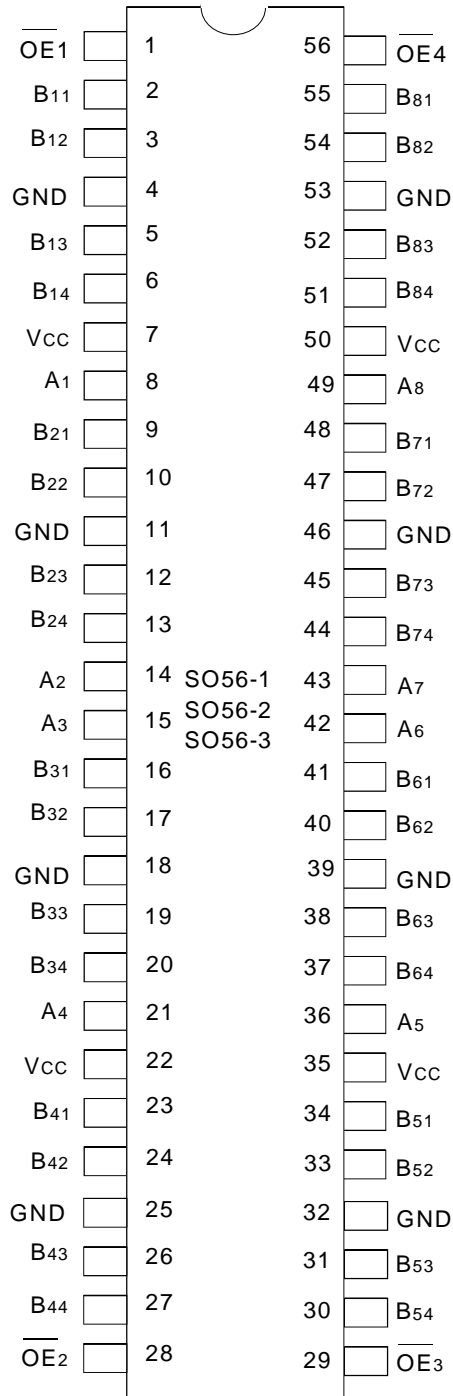 OE1 1 56 OE4
B11 2 55 B81
B12 3 54 B82
GND 4 53 GND
B13 5 52 B83
B14 6 51 B84
VCC 7 50 VCC
A1 8 49 A8
B21 9 48 B71
B22 10 47 B72
GND 11 46 GND
B23 12 45 B73
B24 13 44 B74
A2 14 SO56-1 43 A7
A3 15 SO56-2 42 A6
SO56-3
B31 16 41 B61
B32 17 40 B62
GND 18 39 GND
B33 19 38 B63
B34 20 37 B64
A4 21 36 A5
VCC 22 35 VCC
B41 23 34 B51
B42 24 33 B52
GND 25 32 GND
B43 26 31 B53
B44 27 30 B54
OE2 28 29 OE3